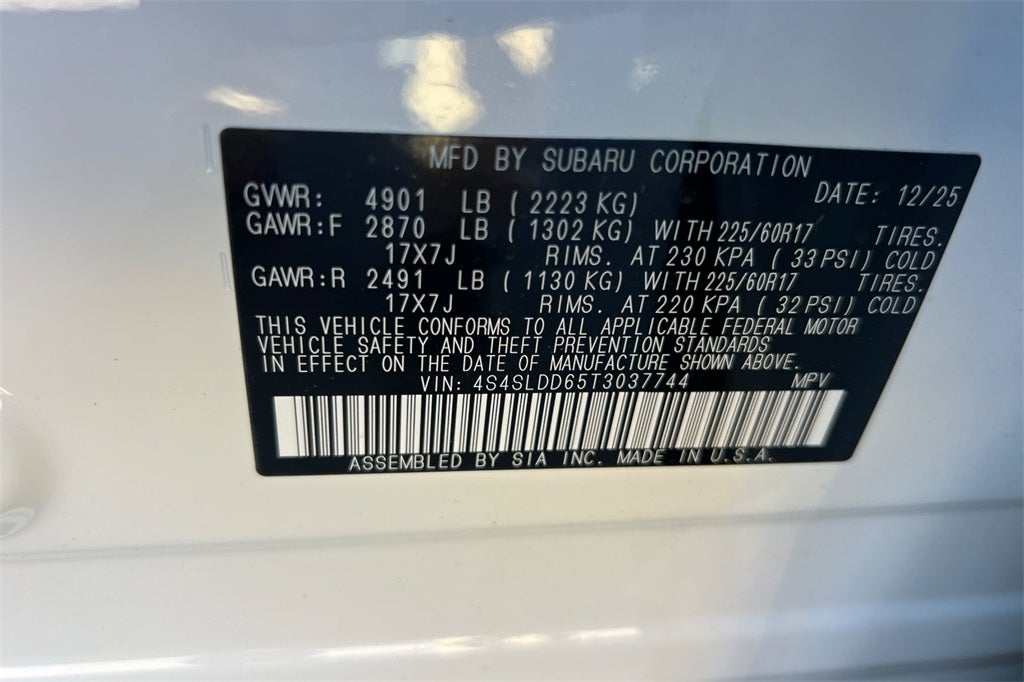 MFD BY SUBARU CORPORATION
GVWR: 4901 LB ( 2223 KG) DATE: 12/25
GAWR:F 2870 LB ( 1302 KG) WITH 225/60R17 TIRES.
17X7J RIMS. AT 230 KPA ( 33 PSI) COLD
GAWR:R 2491 LB ( 1130 KG) WITH 225/60R17 TIRES.
17X7J RIMS. AT 220 KPA ( 32 PSI) COLD
THIS VEHICLE CONFORMS TO ALL APPLICABLE FEDERAL MOTOR
VEHICLE SAFETY AND THEFT PREVENTION STANDARDS
IN EFFECT ON THE DATE OF MANUFACTURE SHOWN ABOVE.
VIN: 4S4SLDD65T3037744 MPV
ASSEMBLED BY SIA INC. MADE IN U.S.A.